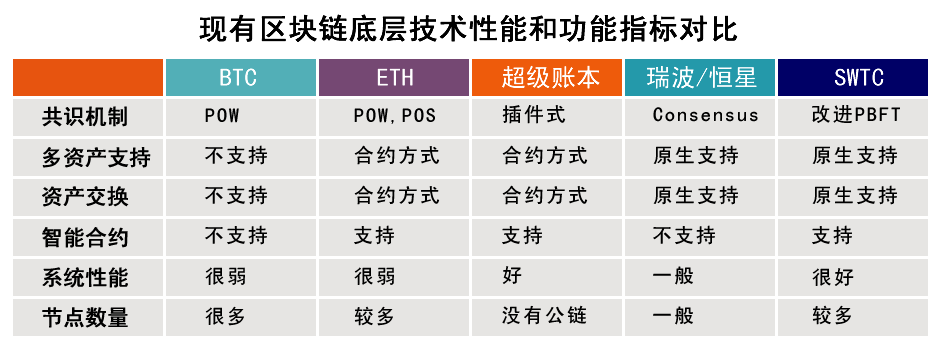 现有区块链底层技术性能和功能指标对比
BTC ETH 超级账本 瑞波/恒星 SWTC
共识机制 POW POW,POS 插件式 Consensus 改进PBFT
多资产支持 不支持 合约方式 合约方式 原生支持 原生支持
资产交换 不支持 合约方式 合约方式 原生支持 原生支持
智能合约 不支持 支持 支持 不支持 支持
系统性能 很弱 很弱 好 一般 很好
节点数量 很多 较多 没有公链 一般 较多